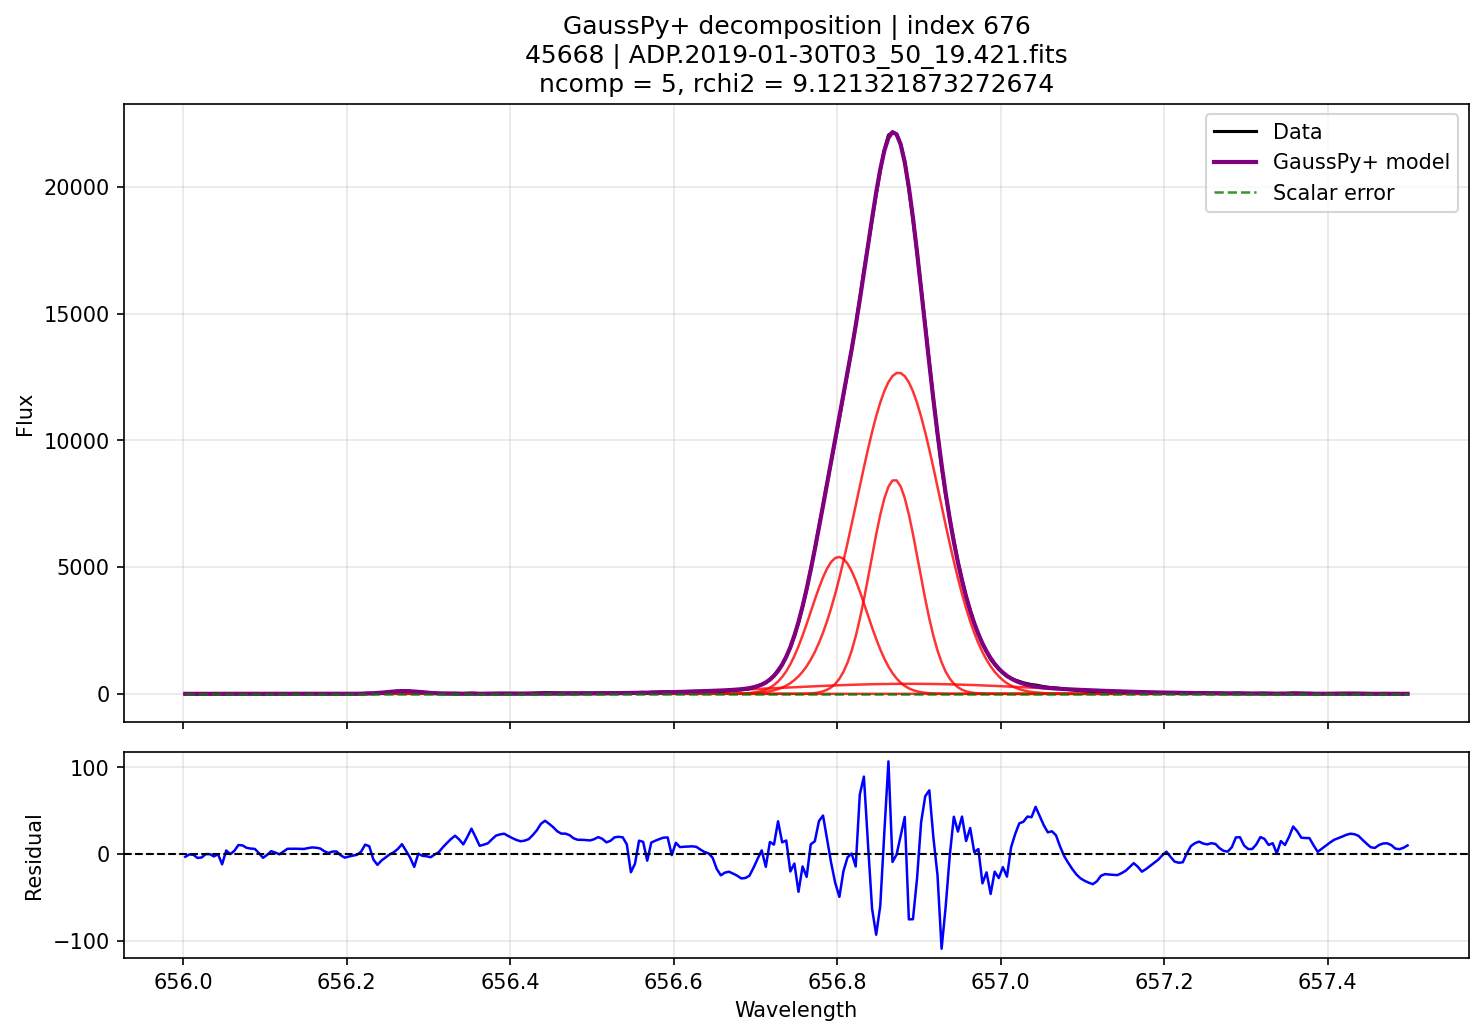 GaussPy+ decomposition | index 676
45668 | ADP.2019-01-30T03_50_19.421.fits
ncomp = 5, rchi2 = 9.121321873272674
Data
GaussPy+ model
Scalar error
Flux
20000
15000
10000
5000
0
Residual
100
0
−100
656.0
656.2
656.4
656.6
656.8
657.0
657.2
657.4
Wavelength